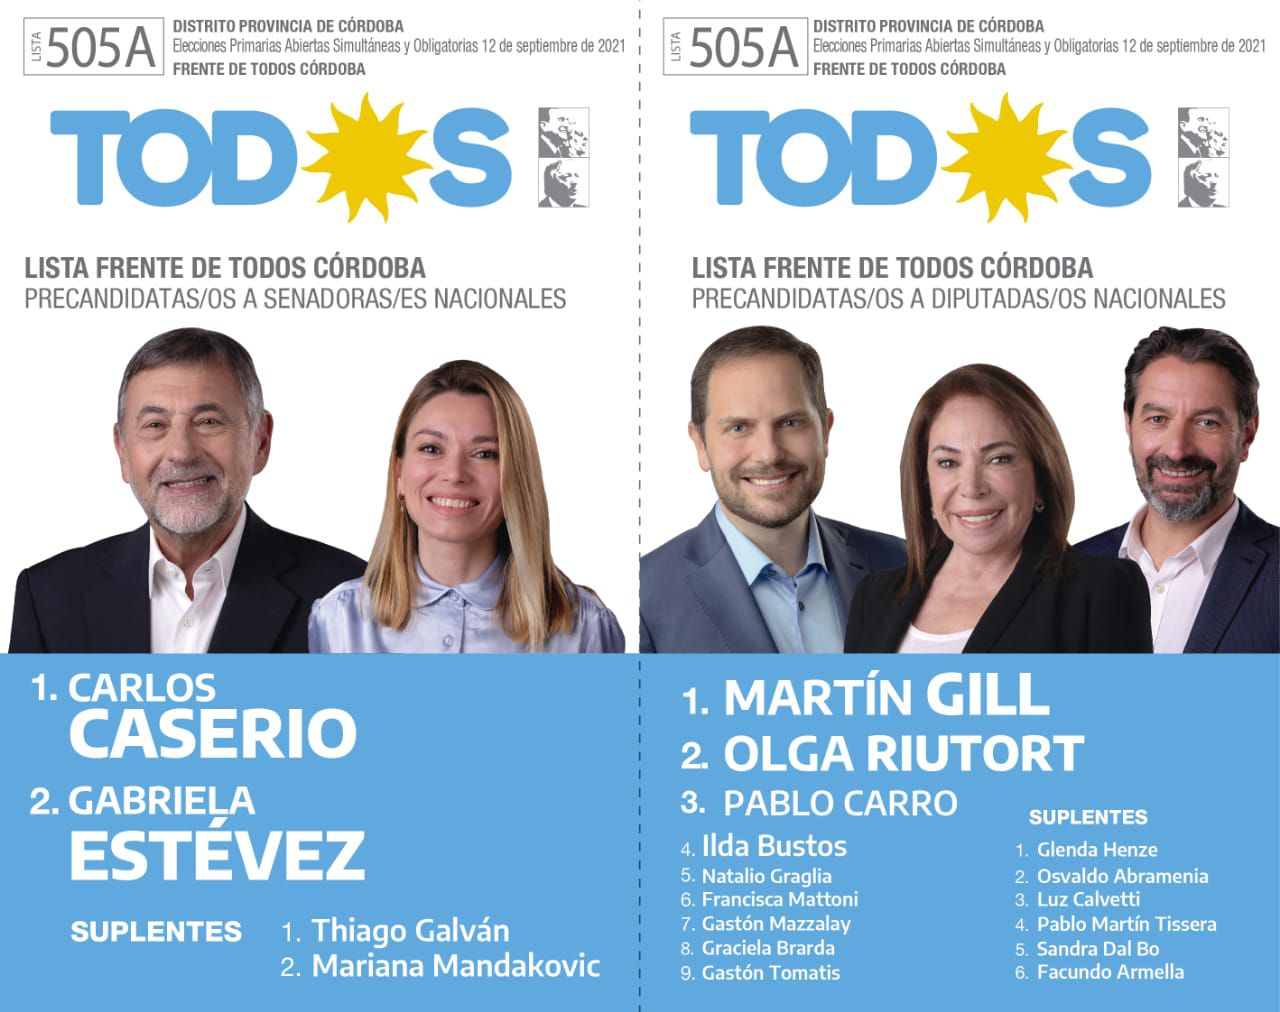 LISTA 505A
DISTRITO PROVINCIA DE CÓRDOBA
Elecciones Primarias Abiertas Simultáneas y Obligatorias 12 de septiembre de 2021
FRENTE DE TODOS CÓRDOBA
TODOS
LISTA FRENTE DE TODOS CÓRDOBA
PRECANDIDATAS/OS A SENADORAS/ES NACIONALES
1. CARLOS
CASERIO
2. GABRIELA
ESTÉVEZ
SUPLENTES
1. Thiago Galván
2. Mariana Mandakovic
LISTA 505A
DISTRITO PROVINCIA DE CÓRDOBA
Elecciones Primarias Abiertas Simultáneas y Obligatorias 12 de septiembre de 2021
FRENTE DE TODOS CÓRDOBA
TODOS
LISTA FRENTE DE TODOS CÓRDOBA
PRECANDIDATAS/OS A DIPUTADAS/OS NACIONALES
1. MARTÍN GILL
2. OLGA RIUTORT
3. PABLO CARRO
4. Ilda Bustos
5. Natalio Graglia
6. Francisca Mattoni
7. Gastón Mazzalay
8. Graciela Brarda
9. Gastón Tomatis
SUPLENTES
1. Glenda Henze
2. Osvaldo Abramenia
3. Luz Calvetti
4. Pablo Martín Tissera
5. Sandra Dal Bo
6. Facundo Armella